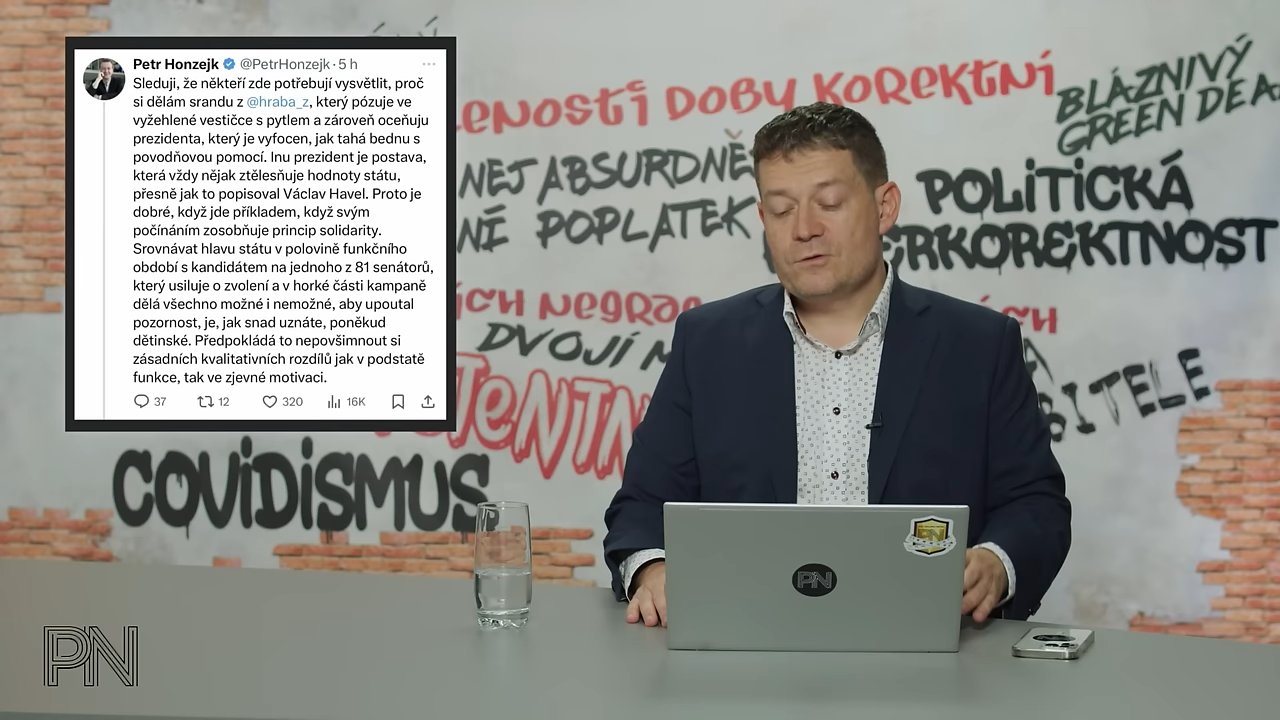 Petr Honzejk @PetrHonzejk · 5 h
Sleduji, že někteří zde potřebují vysvětlit, proč
si dělám srandu z @hraba_z, který pózuje ve
vyžehlené vestičce s pytlem a zároveň oceňuju
prezidenta, který je vyfocen, jak tahá bednu s
povodňovou pomocí. Inu prezident je postava,
která vždy nějak ztělesňuje hodnoty státu,
přesně jak to popisoval Václav Havel. Proto je
dobré, když jde příkladem, když svým
počínáním zosobňuje princip solidarity.
Srovnávat hlavu státu v polovině funkčního
období s kandidátem na jednoho z 81 senátorů,
který usiluje o zvolení a v horké části kampaně
dělá všechno možné i nemožné, aby upoutal
pozornost, je, jak snad uznáte, poněkud
dětinské. Předpokládá to nepovšimnout si
zásadních kvalitativních rozdílů jak v podstatě
funkce, tak ve zjevné motivaci.
37 12 320 16K
DOBY KOREKTNÍ
BLÁZNIVÝ
GREEN DEA
NEJABSURDNĚ
NÍ POPLATEK
POLITICKÁ
ERKOREKTNOST
DVOJÍ
COVIDISMUS
PN
PN
PN